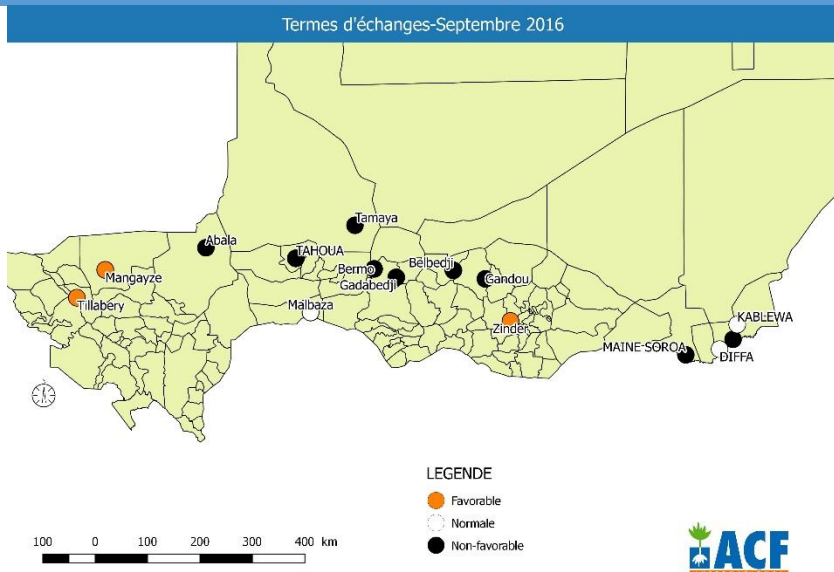 Termes d'échanges-Septembre 2016
Tamaya
Abala
TAHOUA
Bermo
Belbedji
Mangayze
Gadabedji
Gandou
Tillabery
Malbaza
KABLEWA
Zinder
MAINE-SOROA
DIFFA
LEGENDE
Favorable
Normale
Non-favorable
100 0 100 200 300 400 km
ACF